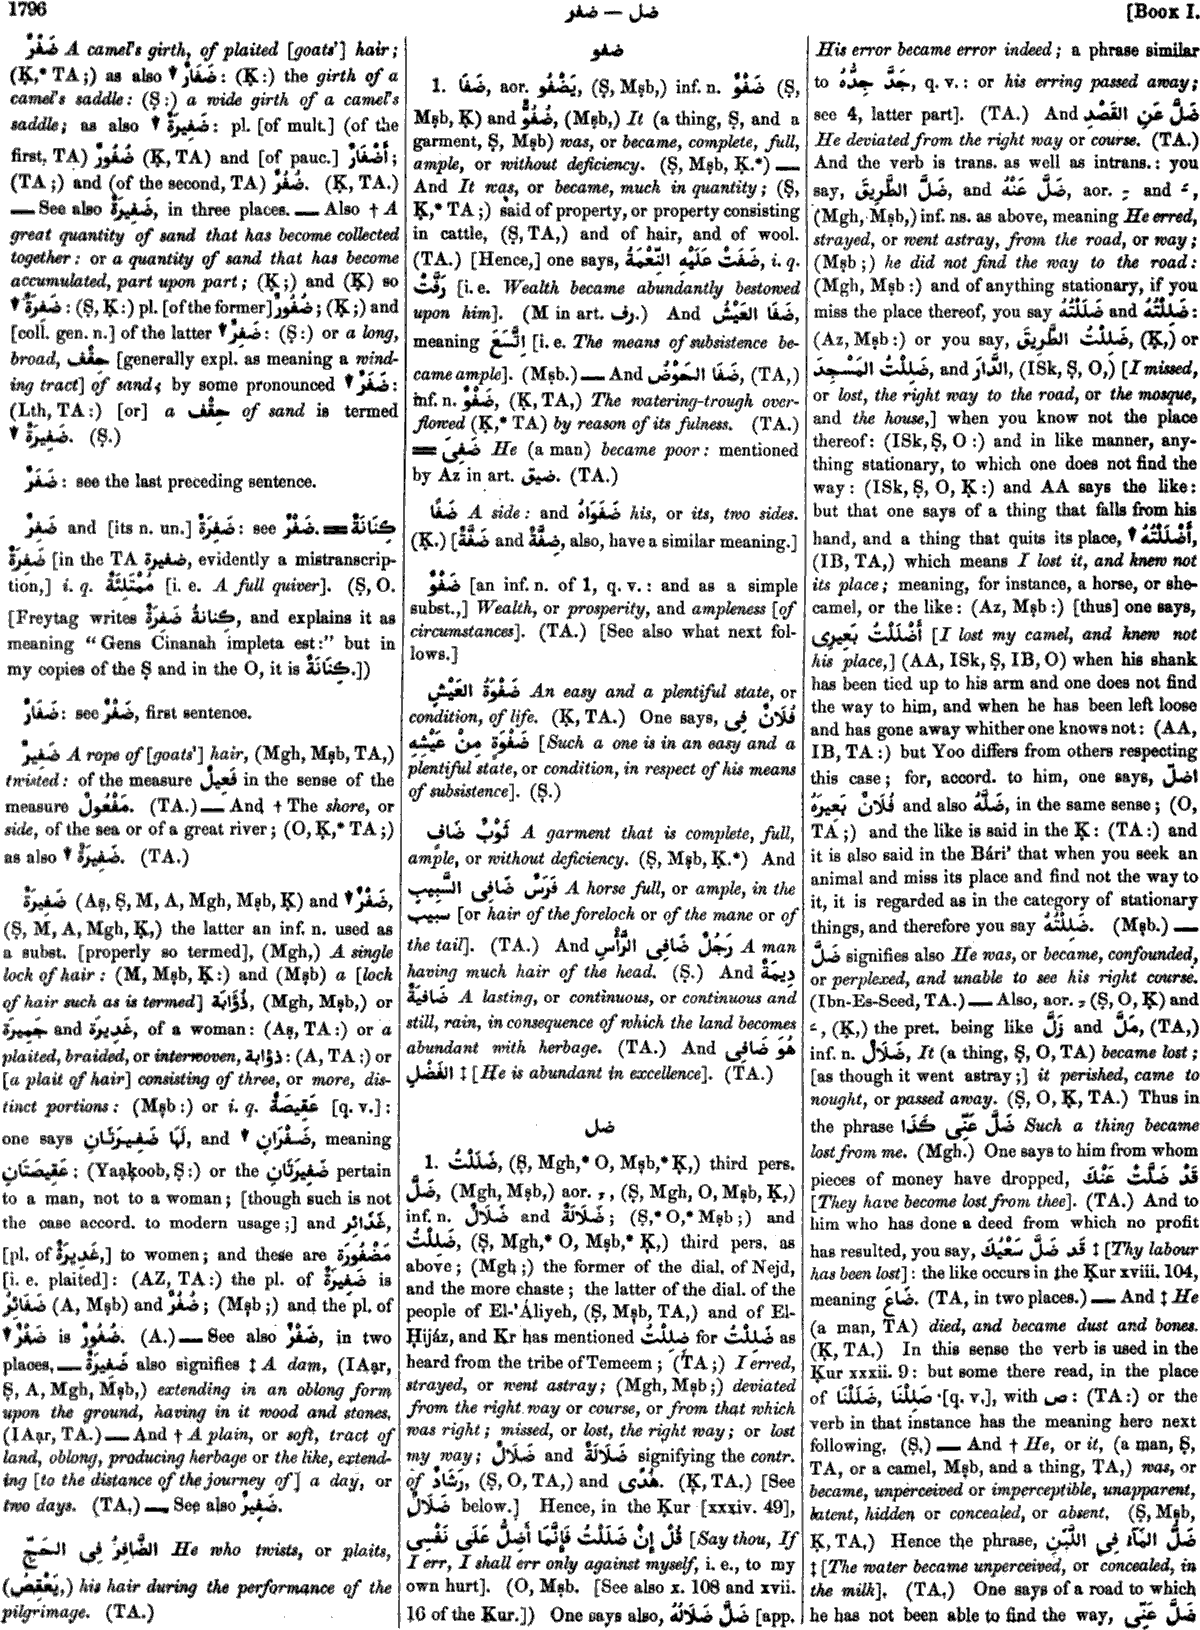 1796
ضل — ضفر
[BOOK I.
ضَفْرٌ A camel's girth, of plaited [goats'] hair;
(Ḳ,* TA;) as also ▼ ضَفَارٌ: (Ḳ:) the girth of a
camel's saddle: (Ṣ:) a wide girth of a camel's
saddle; as also ▼ ضَفِيرَةٌ: pl. [of mult.] (of the
first, TA) ضُفُورٌ (Ḳ, TA) and [of pauc.] أَضْفَارٌ;
(TA;) and (of the second, TA) ضُفُرٌ. (Ḳ, TA.)
— See also ضَفِيرَةٌ, in three places. — Also † A
great quantity of sand that has become collected
together: or a quantity of sand that has become
accumulated, part upon part; (Ḳ;) and (Ḳ) so
▼ ضَفِرَةٌ: (Ṣ, Ḳ:) pl. [of the former] ضُفُورٌ; (Ḳ;) and
[coll. gen. n.] of the latter ▼ ضَفِرٌ: (Ṣ:) or a long,
broad, حِقْف [generally expl. as meaning a wind-
ing tract] of sand; by some pronounced ▼ ضَفَرٌ:
(Lth, TA:) [or] a حِقْف of sand is termed
▼ ضَفِيرَةٌ. (Ṣ.)
ضَفَرٌ: see the last preceding sentence.
ضَفِرٌ and [its n. un.] ضَفِرَةٌ: see ضَفْرٌ. = كِنَانَةٌ
ضَفِرَةٌ [in the TA ضفيرة, evidently a mistranscrip-
tion,] i. q. مُمْتَلِئَةٌ [i. e. A full quiver]. (Ṣ, O.
[Freytag writes كِنَانةُ ضَفِرَةٌ, and explains it as
meaning "Gens Cinanah impleta est:" but in
my copies of the Ṣ and in the O, it is كِنَانَةٌ.])
ضَفَارٌ: see ضَفْرٌ, first sentence.
ضَفِيرٌ A rope of [goats'] hair, (Mgh, Mṣb, TA,)
twisted: of the measure فَعِيلٌ in the sense of the
measure مَفْعُولٌ. (TA.) — And † The shore, or
side, of the sea or of a great river; (O, Ḳ,* TA;)
as also ▼ ضَفِيرَةٌ. (TA.)
ضَفِيرَةٌ (Aṣ, Ṣ, M, A, Mgh, Mṣb, Ḳ) and ▼ ضَفْرٌ,
(Ṣ, M, A, Mgh, Ḳ,) the latter an inf. n. used as
a subst. [properly so termed], (Mgh,) A single
lock of hair: (M, Mṣb, Ḳ:) and (Mṣb) a [lock
of hair such as is termed] ذُؤَابَة, (Mgh, Mṣb,) or
جَمِيرَة and غَدِيرَة, of a woman: (Aṣ, TA:) or a
plaited, braided, or interwoven, ذؤابة: (A, TA:) or
[a plait of hair] consisting of three, or more, dis-
tinct portions: (Mṣb:) or i. q. عَقِيصَةٌ [q. v.]:
one says لَهَا ضَفِيرَتَانِ, and ▼ ضَفْرَانِ, meaning
عَقِيصَتَانِ: (Yaạḳoob, Ṣ:) or the ضَفِيرَتَانِ pertain
to a man, not to a woman; [though such is not
the case accord. to modern usage;] and غَدَائِر,
[pl. of غَدِيرَةٌ,] to women; and these are مَضْفُورَة
[i. e. plaited]: (AZ, TA:) the pl. of ضَفِيرَةٌ is
ضَفَائِرُ (A, Mṣb) and ضُفُرٌ; (Mṣb;) and the pl. of
▼ ضَفْرٌ is ضُفُورٌ. (A.) — See also ضَفْرٌ, in two
places. — ضَفِيرَةٌ also signifies ‡ A dam, (IAạr,
Ṣ, A, Mgh, Mṣb,) extending in an oblong form
upon the ground, having in it wood and stones.
(IAạr, TA.) — And † A plain, or soft, tract of
land, oblong, producing herbage or the like, extend-
ing [to the distance of the journey of] a day, or
two days. (TA.) — See also ضَفِيرٌ.
الضَّافِرُ فِى الحَجِّ He who twists, or plaits,
(يَعْقِصُ,) his hair during the performance of the
pilgrimage. (TA.)
ضفو
1. ضَفَا, aor. يَضْفُو, (Ṣ, Mṣb,) inf. n. ضَفْوٌ (Ṣ,
Mṣb, Ḳ) and ضُفُوٌّ, (Mṣb,) It (a thing, Ṣ, and a
garment, Ṣ, Mṣb) was, or became, complete, full,
ample, or without deficiency. (Ṣ, Mṣb, Ḳ.*) —
And It was, or became, much in quantity; (Ṣ,
Ḳ,* TA;) said of property, or property consisting
in cattle, (Ṣ, TA,) and of hair, and of wool.
(TA.) [Hence,] one says, ضَفَتْ عَلَيْهِ النِّعْمَةُ, i. q.
رَفَّتْ [i. e. Wealth became abundantly bestowed
upon him]. (M in art. رف.) And ضَفَا العَيْشُ,
meaning اِتَّسَعَ [i. e. The means of subsistence be-
came ample]. (Mṣb.) — And ضَفَا الحَوْضُ, (TA,)
inf. n. ضَفْوٌ, (Ḳ, TA,) The watering-trough over-
flowed (Ḳ,* TA) by reason of its fulness. (TA.)
= ضَفِىَ He (a man) became poor: mentioned
by Az in art. ضيق. (TA.)
ضَفًا A side: and ضَفَوَاهُ his, or its, two sides.
(Ḳ.) [ضِفَّةٌ and ضَفَّةٌ, also, have a similar meaning.]
ضَفْوٌ [an inf. n. of 1, q. v.: and as a simple
subst.,] Wealth, or prosperity, and ampleness [of
circumstances]. (TA.) [See also what next fol-
lows.]
ضَفْوَةُ العَيْشِ An easy and a plentiful state, or
condition, of life. (Ḳ, TA.) One says, فُلَانٌ فِى
ضَفْوَةٍ مِنْ عَيْشِهِ [Such a one is in an easy and a
plentiful state, or condition, in respect of his means
of subsistence]. (Ṣ.)
ثَوْبٌ ضَافٍ A garment that is complete, full,
ample, or without deficiency. (Ṣ, Mṣb, Ḳ.*) And
فَرَسٌ ضَافِى السَّبِيبِ A horse full, or ample, in the
سبيب [or hair of the forelock or of the mane or of
the tail]. (TA.) And رَجُلٌ ضَافِى الرَّأْسِ A man
having much hair of the head. (Ṣ.) And دِيمَةٌ
ضَافِيَةٌ A lasting, or continuous, or continuous and
still, rain, in consequence of which the land becomes
abundant with herbage. (TA.) And هُوَ ضَافِى
الفَضْلِ ‡ [He is abundant in excellence]. (TA.)
ضل
1. ضَلَلْتُ, (Ṣ, Mgh,* O, Mṣb,* Ḳ,) third pers.
ضَلَّ, (Mgh, Mṣb,) aor. ـِ, (Ṣ, Mgh, O, Mṣb, Ḳ,)
inf. n. ضَلَالٌ and ضَلَالَةٌ; (Ṣ,* O,* Mṣb;) and
ضَلِلْتُ, (Ṣ, Mgh,* O, Mṣb,* Ḳ,) third pers. as
above; (Mgh;) the former of the dial. of Nejd,
and the more chaste; the latter of the dial. of the
people of El-'Áliyeh, (Ṣ, Mṣb, TA,) and of El-
Ḥijáz, and Kr has mentioned ضِلِلْتُ for ضَلِلْتُ as
heard from the tribe of Temeem; (TA;) I erred,
strayed, or went astray; (Mgh, Mṣb;) deviated
from the right way or course, or from that which
was right; missed, or lost, the right way; or lost
my way; ضَلَالٌ and ضَلَالَةٌ signifying the contr.
of رَشَادٌ, (Ṣ, O, TA,) and هُدًى. (Ḳ, TA.) [See
ضَلَالٌ below.] Hence, in the Ḳur [xxxiv. 49],
قُلْ إِنْ ضَلَلْتُ فَإِنَّمَا أَضِلُّ عَلَى نَفْسِى [Say thou, If
I err, I shall err only against myself, i. e., to my
own hurt]. (O, Mṣb. [See also x. 108 and xvii.
16 of the Ḳur.]) One says also, ضَلَّ ضَلَالُهُ [app.
His error became error indeed; a phrase similar
to جَدَّ جِدُّهُ, q. v.: or his erring passed away;
see 4, latter part]. (TA.) And ضَلَّ عَنِ القَصْدِ
He deviated from the right way or course. (TA.)
And the verb is trans. as well as intrans.: you
say, ضَلَّ الطَّرِيقَ, and ضَلَّ عَنْهُ, aor. ـِ and ـَ,
(Mgh, Mṣb,) inf. ns. as above, meaning He erred,
strayed, or went astray, from the road, or way;
(Mṣb;) he did not find the way to the road:
(Mgh, Mṣb:) and of anything stationary, if you
miss the place thereof, you say ضَلَلْتُهُ and ضَلِلْتُهُ:
(Az, Mṣb:) or you say, ضَلِلْتُ الطَّرِيقَ, (Ḳ,) or
ضَلِلْتُ المَسْجِدَ, and الدَّارَ, (ISk, Ṣ, O,) [I missed,
or lost, the right way to the road, or the mosque,
and the house,] when you know not the place
thereof: (ISk, Ṣ, O:) and in like manner, any-
thing stationary, to which one does not find the
way: (ISk, Ṣ, O, Ḳ:) and AA says the like:
but that one says of a thing that falls from his
hand, and a thing that quits its place, ▼ أَضْلَلْتُهُ,
(IB, TA,) which means I lost it, and knew not
its place; meaning, for instance, a horse, or she-
camel, or the like: (Az, Mṣb:) [thus] one says,
أَضْلَلْتُ بَعِيرِى [I lost my camel, and knew not
his place,] (AA, ISk, Ṣ, IB, O) when his shank
has been tied up to his arm and one does not find
the way to him, and when he has been left loose
and has gone away whither one knows not: (AA,
IB, TA:) but Yoo differs from others respecting
this case; for, accord. to him, one says, اضلّ
فُلَانٌ بَعِيرَهُ and also ضَلَّهُ, in the same sense; (O,
TA;) and the like is said in the Ḳ: (TA:) and
it is also said in the Bári' that when you seek an
animal and miss its place and find not the way to
it, it is regarded as in the category of stationary
things, and therefore you say ضَلَلْتُهُ. (Mṣb.) —
ضَلَّ signifies also He was, or became, confounded,
or perplexed, and unable to see his right course.
(Ibn-Es-Seed, TA.) — Also, aor. ـِ, (Ṣ, O, Ḳ) and
ـَ, (Ḳ,) the pret. being like زَلَّ and مَلَّ, (TA,)
inf. n. ضَلَالٌ, It (a thing, Ṣ, O, TA) became lost;
[as though it went astray;] it perished, came to
nought, or passed away. (Ṣ, O, Ḳ, TA.) Thus in
the phrase ضَلَّ عَنِّى كَذَا Such a thing became
lost from me. (Mgh.) One says to him from whom
pieces of money have dropped, قَدْ ضَلَّتْ عَنْكَ
[They have become lost from thee]. (TA.) And to
him who has done a deed from which no profit
has resulted, you say, قَد ضَلَّ سَعْيُكَ ‡ [Thy labour
has been lost]: the like occurs in the Ḳur xviii. 104,
meaning ضَاعَ. (TA, in two places.) — And ‡ He
(a man, TA) died, and became dust and bones.
(Ḳ, TA.) In this sense the verb is used in the
Ḳur xxxii. 9: but some there read, in the place
of ضَلَلْنَا, صَلِلْنَا [q. v.], with ص: (TA:) or the
verb in that instance has the meaning here next
following. (Ṣ.) — And † He, or it, (a man, Ṣ,
TA, or a camel, Mṣb, and a thing, TA,) was, or
became, unperceived or imperceptible, unapparent,
latent, hidden or concealed, or absent. (Ṣ, Mṣb,
Ḳ, TA.) Hence the phrase, ضَلَّ المَآءُ فِى اللَّبَنِ
‡ [The water became unperceived, or concealed, in
the milk]. (TA.) One says of a road to which
he has not been able to find the way, ضَلَّ عَنِّى